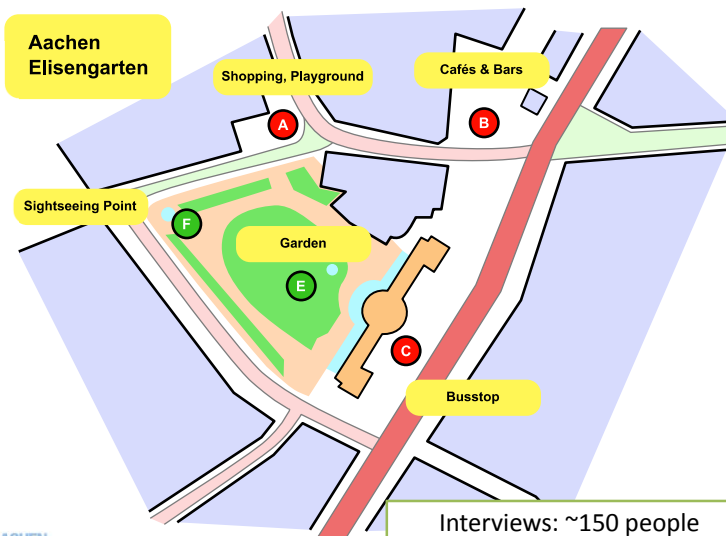 Aachen
Elisengarten
Shopping, Playground
Cafés & Bars
A
B
Sightseeing Point
F
Garden
E
C
Busstop
Interviews: ~150 people